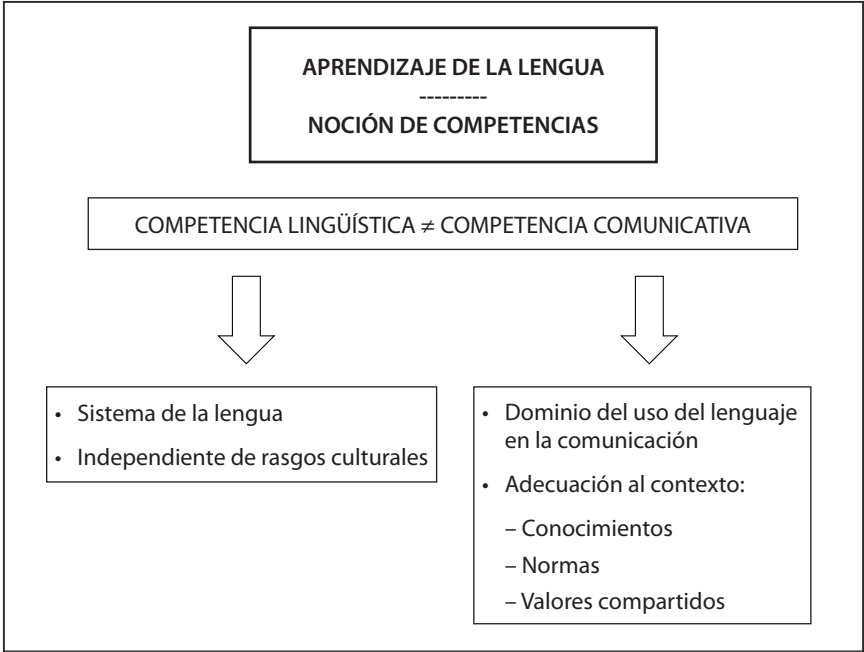 APRENDIZAJE DE LA LENGUA
---------
NOCIÓN DE COMPETENCIAS
COMPETENCIA LINGÜÍSTICA ≠ COMPETENCIA COMUNICATIVA
• Sistema de la lengua
• Independiente de rasgos culturales
• Dominio del uso del lenguaje
en la comunicación
• Adecuación al contexto:
– Conocimientos
– Normas
– Valores compartidos